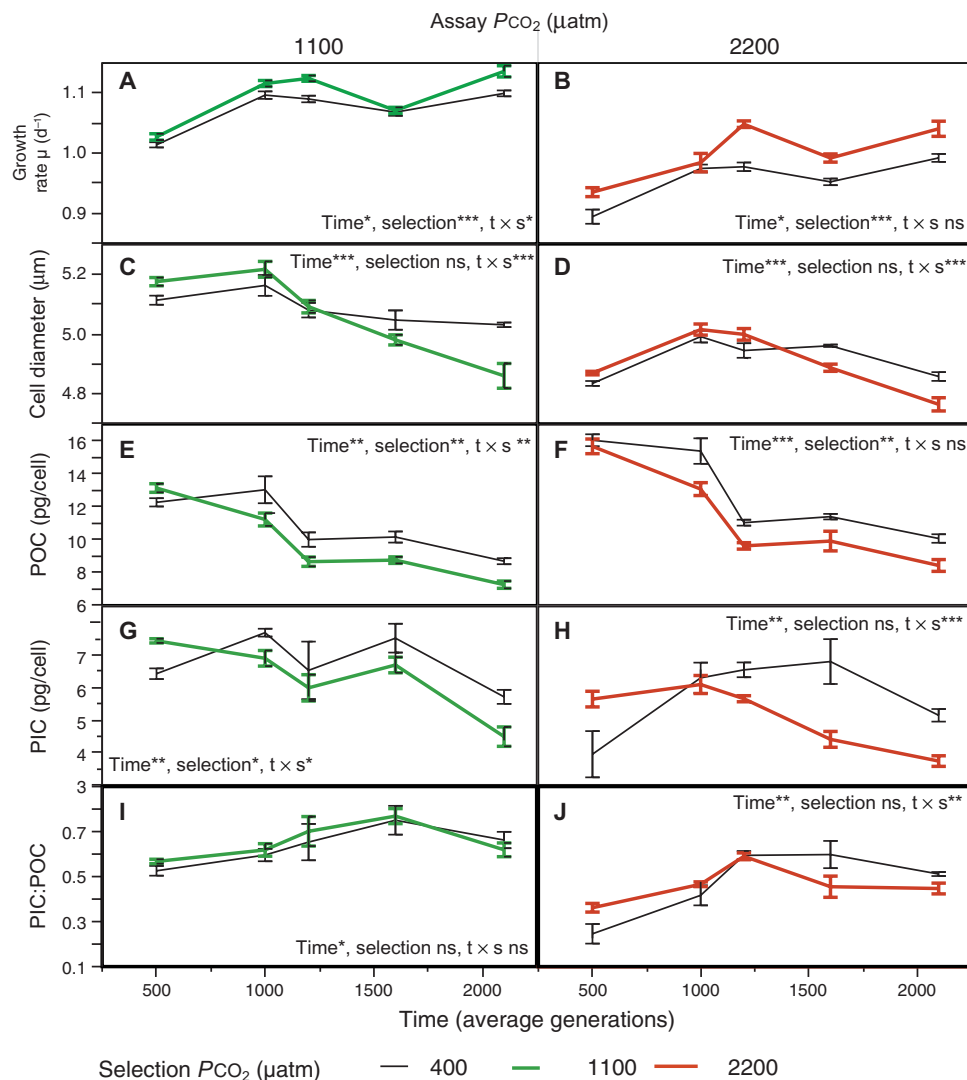 Assay PCO₂ (µatm)
1100 2200
A
B
Growth rate µ (d⁻¹)
1.1
1.0
0.9
Time*, selection***, t × s*
Time*, selection***, t × s ns
C
D
Time***, selection ns, t × s***
Time***, selection ns, t × s***
Cell diameter (µm)
5.2
5.0
4.8
E
F
Time**, selection**, t × s **
Time***, selection**, t × s ns
POC (pg/cell)
16
14
12
10
8
6
G
H
Time**, selection ns, t × s***
PIC (pg/cell)
7
6
5
4
3
Time**, selection*, t × s*
I
J
Time**, selection ns, t × s**
PIC:POC
3
0.7
0.5
0.3
0.1
Time*, selection ns, t × s ns
500 1000 1500 2000 500 1000 1500 2000
Time (average generations)
Selection PCO₂ (µatm) 400 1100 2200